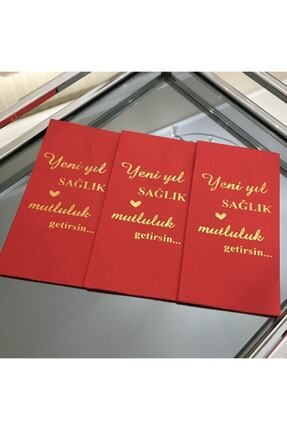 Yeni yıl
SAĞLIK
mutluluk
getirsin...
Yeni yıl
SAĞLIK
mutluluk
getirsin...
Yeni yıl
SAĞLIK
mutluluk
getirsin...